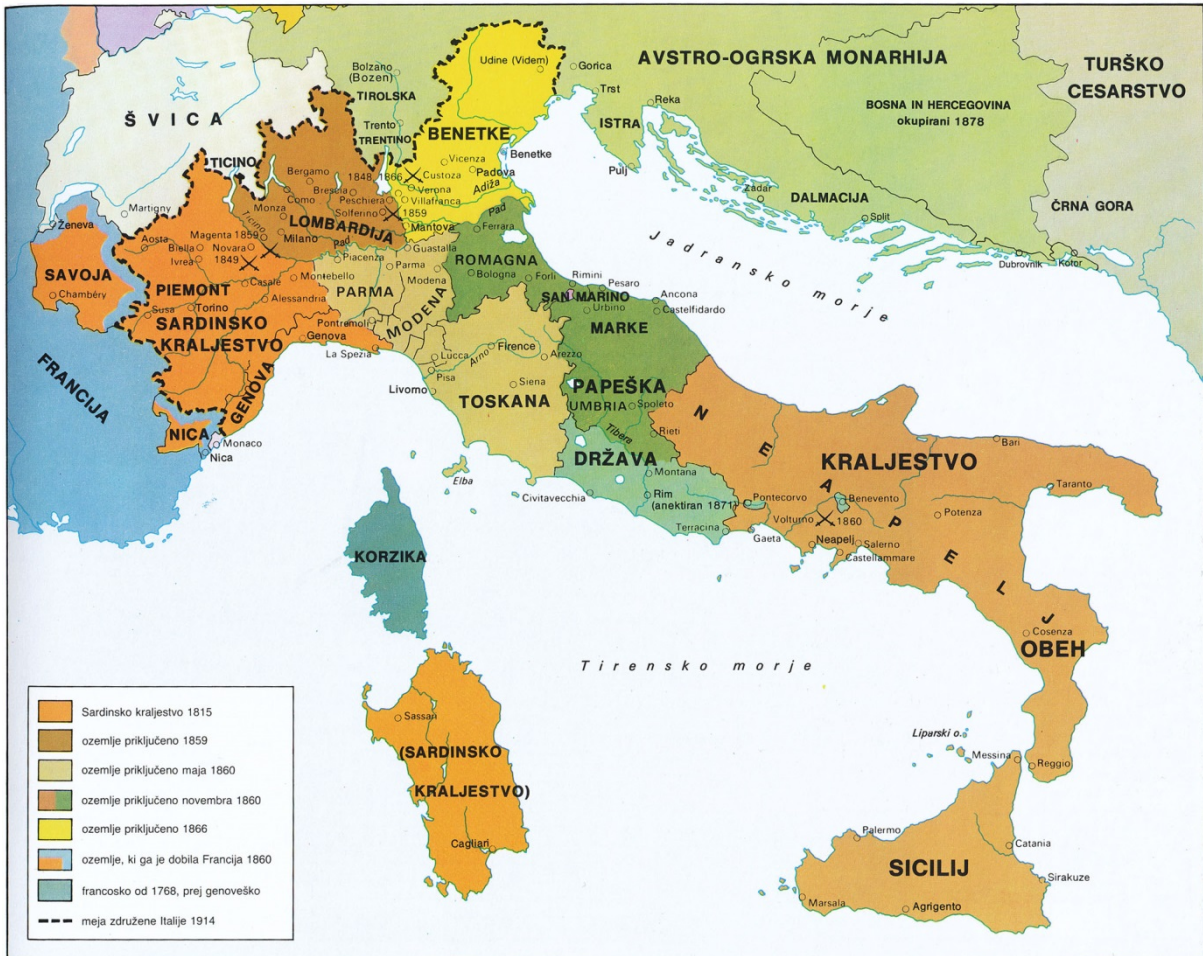 AVSTRO-OGRSKA MONARHIJA
TURŠKO
CESARSTVO
BOSNA IN HERCEGOVINA
okupirani 1878
ČRNA GORA
ŠVICA
TICINO
Bolzano
(Bozen)
TIROLSKA
Trento
TRENTINO
Udine (Videm)
Gorica
Trst
Reka
ISTRA
Pulj
Zadar
DALMACIJA
Split
Dubrovnik
Kotor
BENETKE
Benetke
Vicenza
Padova
Custoza
1848, 1866
Verona
Adiža
Villafranca
Peschiera
Solferino
1859
Mantova
Bergamo
Brescia
Como
Monza
LOMBARDIJA
Milano
Pad
Pad
Ticino
Magenta 1859
Novara
1849
Martigny
Ženeva
Aosta
Biella
Ivrea
SAVOJA
Chambéry
PIEMONT
Casale
Montebello
Alessandria
Susa
Torino
SARDINSKO
KRALJESTVO
GENOVA
Genova
La Spezia
FRANCIJA
NICA
Monaco
Nica
Piacenza
Guastalla
Parma
Modena
PARMA
MODENA
Pontremoli
Ferrara
ROMAGNA
Bologna
Forli
Rimini
Pesaro
SAN MARINO
Urbino
Ancona
Castelfidardo
MARKE
Lucca
Arno
Firence
Arezzo
Pisa
Livorno
Siena
TOSKANA
Elba
PAPEŠKA
UMBRIA
Spoleto
Tibera
Rieti
DRŽAVA
Montana
Civitavecchia
Rim
(anektiran 1871)
Terracina
Pontecorvo
Gaeta
Jadransko morje
NEAPELJ
KRALJESTVO
Bari
Taranto
Benevento
Volturno
1860
Potenza
Neapelj
Salerno
Castellammare
Cosenza
OBEH
KORZIKA
Tirensko morje
Sassari
(SARDINSKO
KRALJESTVO)
Cagliari
Liparski o.
Messina
Reggio
Palermo
Catania
SICILIJ
Sirakuze
Marsala
Agrigento
Sardinsko kraljestvo 1815
ozemlje priključeno 1859
ozemlje priključeno maja 1860
ozemlje priključeno novembra 1860
ozemlje priključeno 1866
ozemlje, ki ga je dobila Francija 1860
francosko od 1768, prej genoveško
meja združene Italije 1914